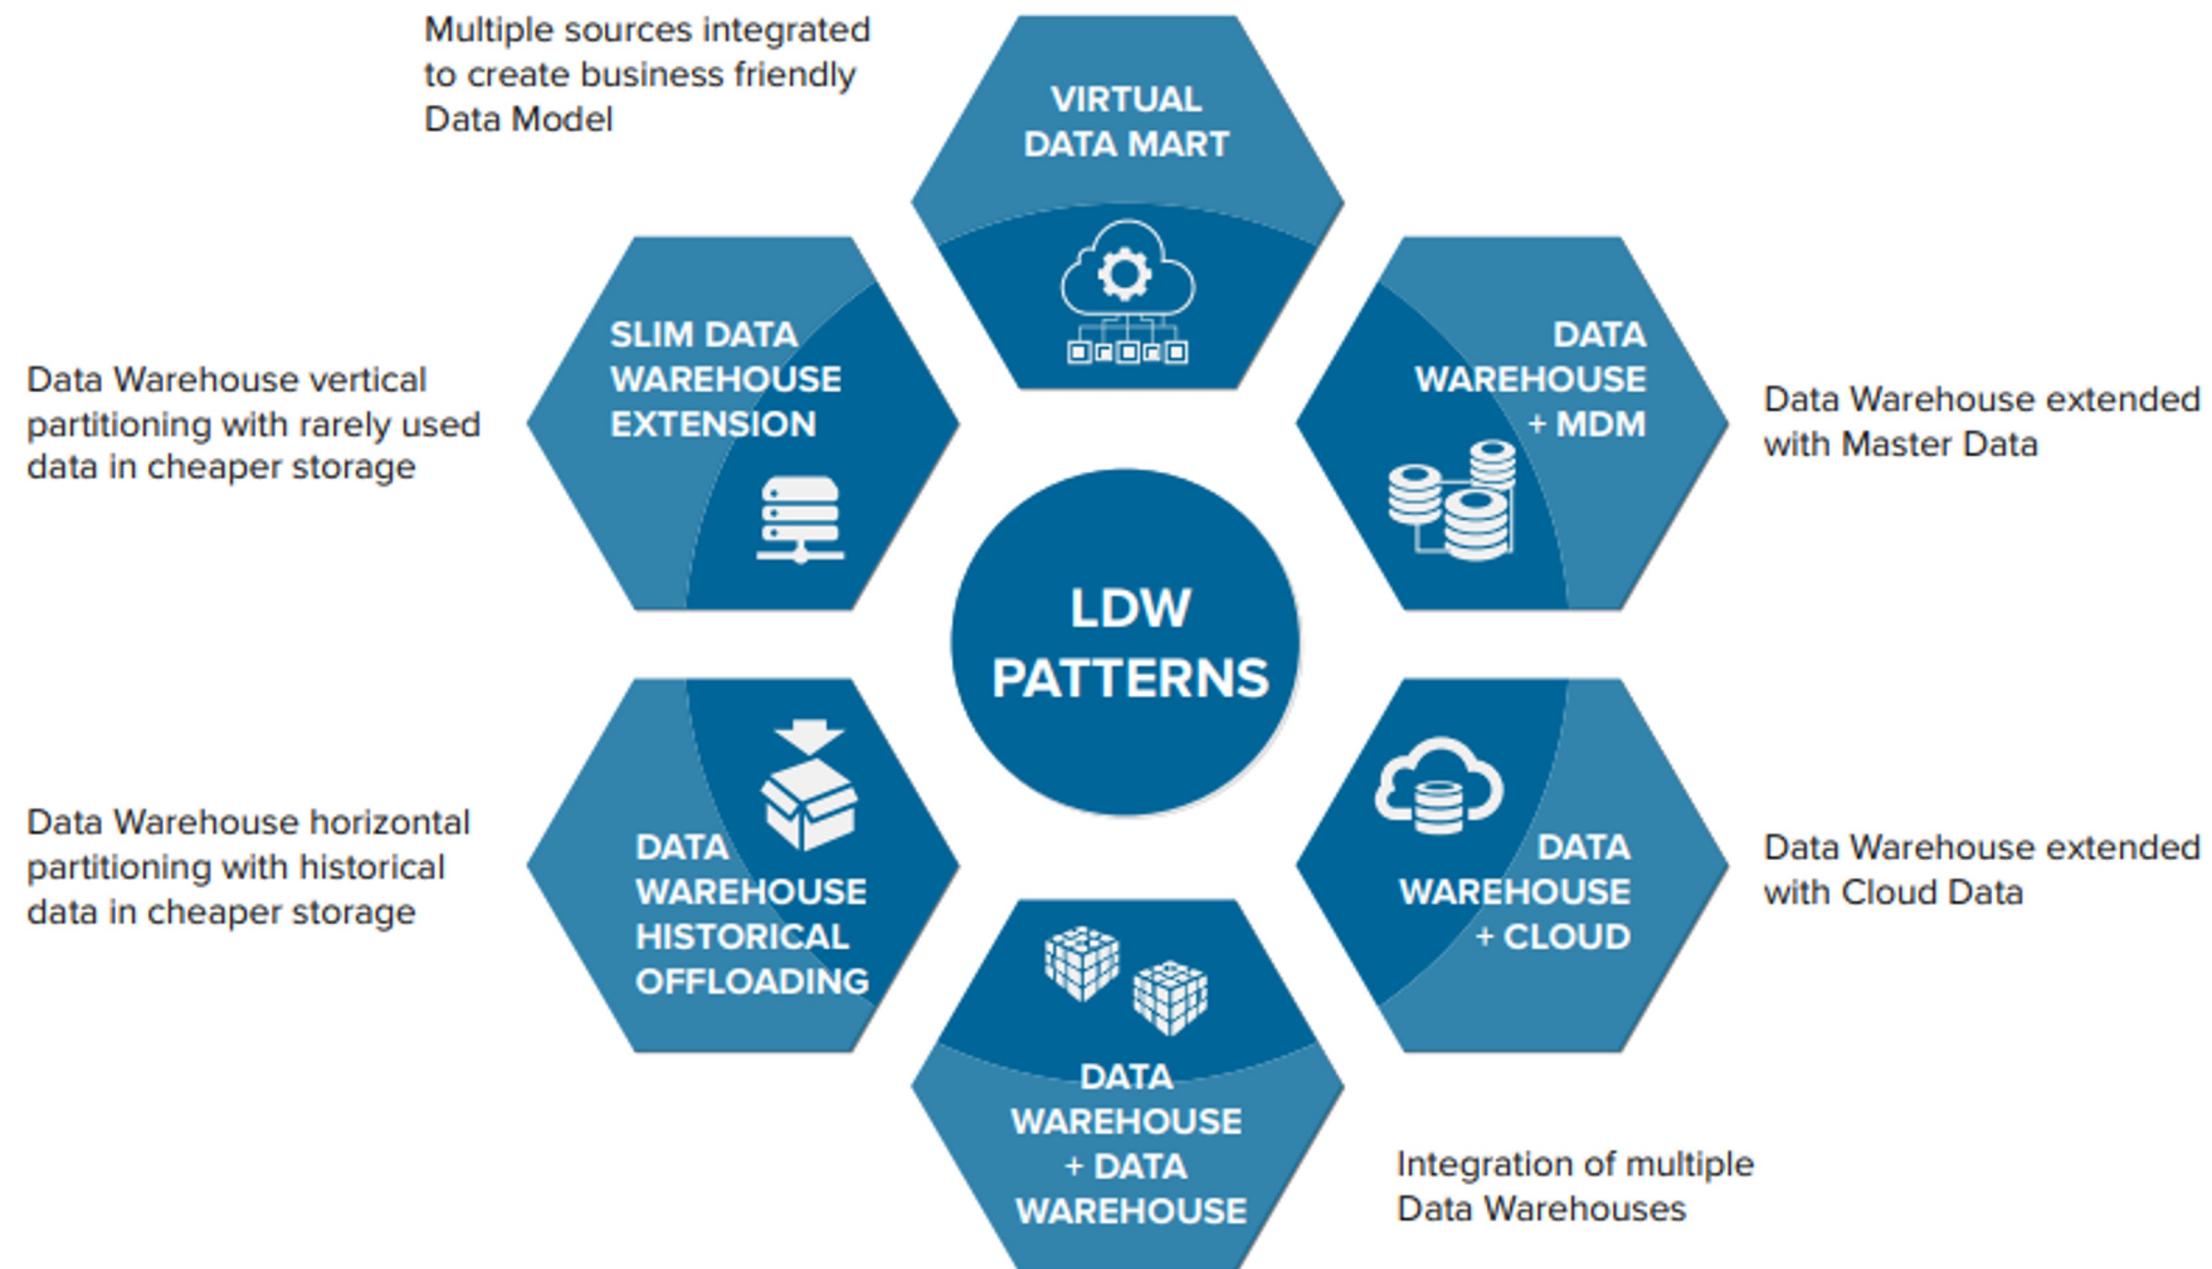 Multiple sources integrated
to create business friendly
Data Model
VIRTUAL
DATA MART
SLIM DATA
WAREHOUSE
EXTENSION
Data Warehouse vertical
partitioning with rarely used
data in cheaper storage
DATA
WAREHOUSE
+ MDM
Data Warehouse extended
with Master Data
LDW
PATTERNS
Data Warehouse horizontal
partitioning with historical
data in cheaper storage
DATA
WAREHOUSE
HISTORICAL
OFFLOADING
DATA
WAREHOUSE
+ CLOUD
Data Warehouse extended
with Cloud Data
DATA
WAREHOUSE
+ DATA
WAREHOUSE
Integration of multiple
Data Warehouses